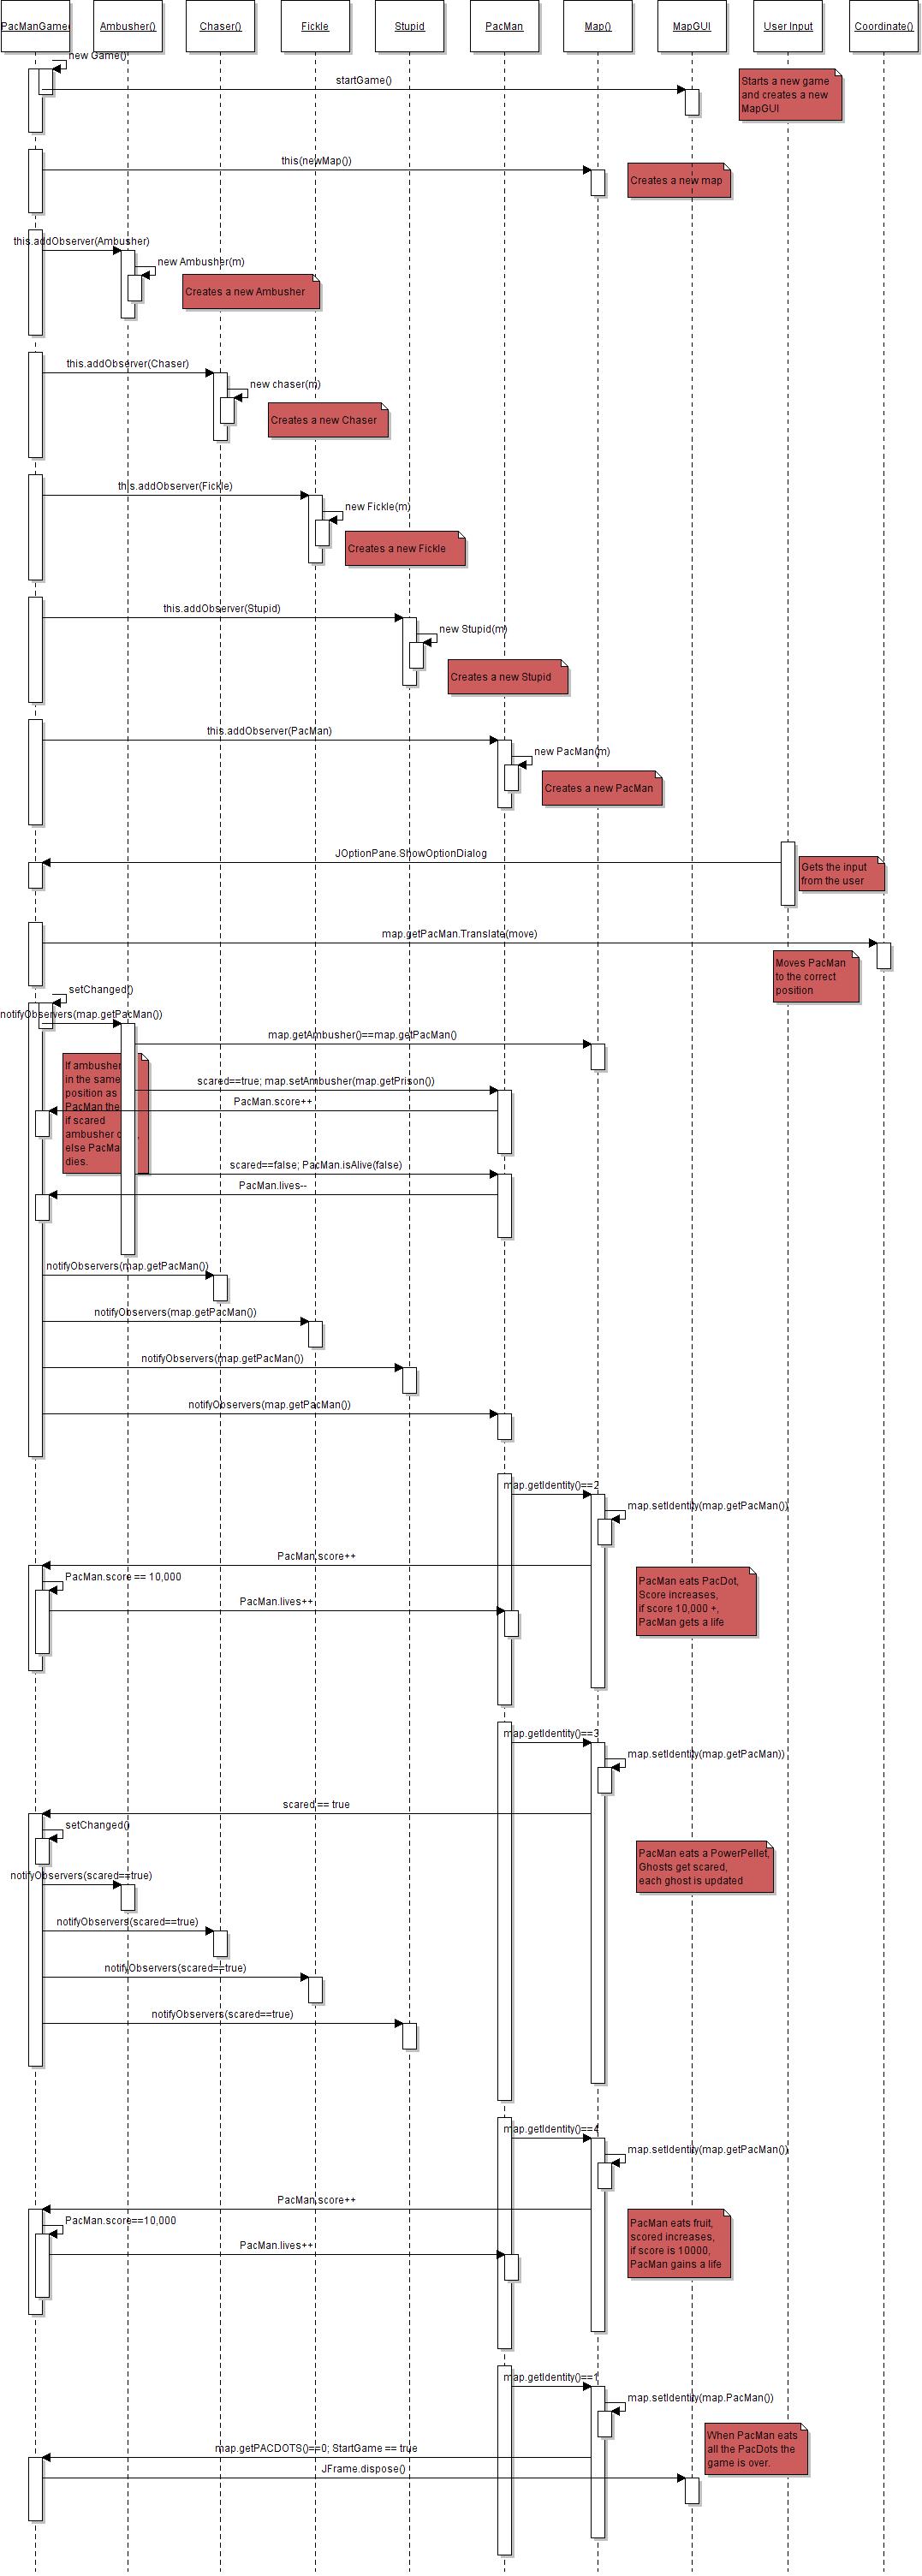 PacManGame
Ambusher()
Chaser()
Fickle
Stupid
PacMan
Map()
MapGUI
User Input
Coordinate()
new Game()
startGame()
Starts a new game
and creates a new
MapGUI
this(newMap())
Creates a new map
this.addObserver(Ambusher)
new Ambusher(m)
Creates a new Ambusher
this.addObserver(Chaser)
new chaser(m)
Creates a new Chaser
this.addObserver(Fickle)
new Fickle(m)
Creates a new Fickle
this.addObserver(Stupid)
new Stupid(m)
Creates a new Stupid
this.addObserver(PacMan)
new PacMan(m)
Creates a new PacMan
JOptionPane.ShowOptionDialog
Gets the input
from the user
map.getPacMan.Translate(move)
Moves PacMan
to the correct
position
setChanged()
notifyObservers(map.getPacMan())
map.getAmbusher()==map.getPacMan()
If ambusher
in the same
position as
PacMan the
if scared
ambusher
else PacMa
dies.
scared==true; map.setAmbusher(map.getPrison())
PacMan.score++
scared==false; PacMan.isAlive(false)
PacMan.lives--
notifyObservers(map.getPacMan())
notifyObservers(map.getPacMan())
notifyObservers(map.getPacMan())
notifyObservers(map.getPacMan())
map.getIdentity()==2
map.setIdentity(map.getPacMan())
PacMan.score++
PacMan.score == 10,000
PacMan.lives++
PacMan eats PacDot,
Score increases,
if score 10,000 +,
PacMan gets a life
map.getIdentity()==3
map.setIdentity(map.getPacMan))
scared == true
setChanged()
PacMan eats a PowerPellet,
Ghosts get scared,
each ghost is updated
notifyObservers(scared==true)
notifyObservers(scared==true)
notifyObservers(scared==true)
notifyObservers(scared==true)
map.getIdentity()==4
map.setIdentity(map.getPacMan())
PacMan.score++
PacMan.score==10,000
PacMan.lives++
PacMan eats fruit,
scored increases,
if score is 10000,
PacMan gains a life
map.getIdentity()==1
map.setIdentity(map.PacMan())
When PacMan eats
all the PacDots the
game is over.
map.getPACDOTS()==0; StartGame == true
JFrame.dispose()